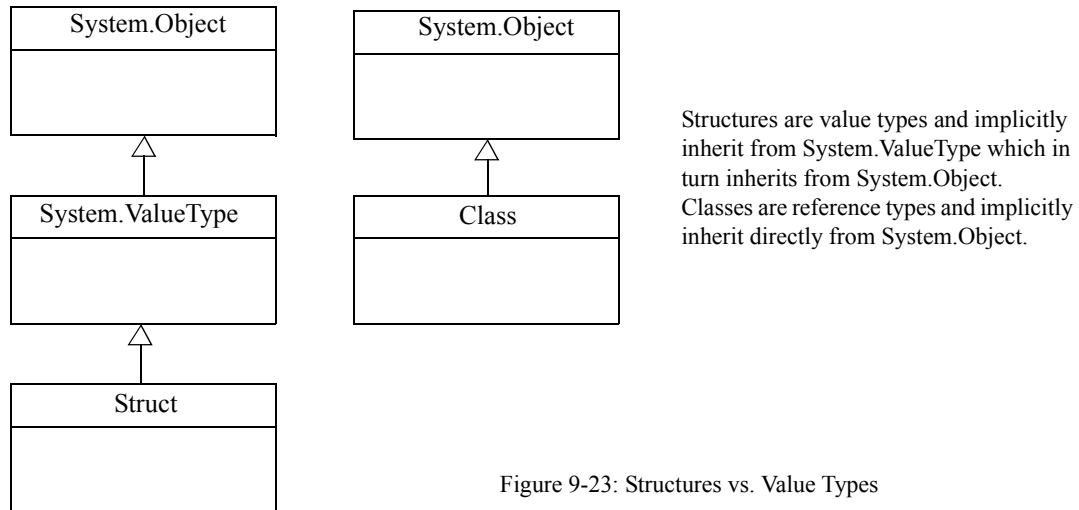 System.Object
System.Object
System.ValueType
Class
Struct
Structures are value types and implicitly
inherit from System.ValueType which in
turn inherits from System.Object.
Classes are reference types and implicitly
inherit directly from System.Object.
Figure 9-23: Structures vs. Value Types